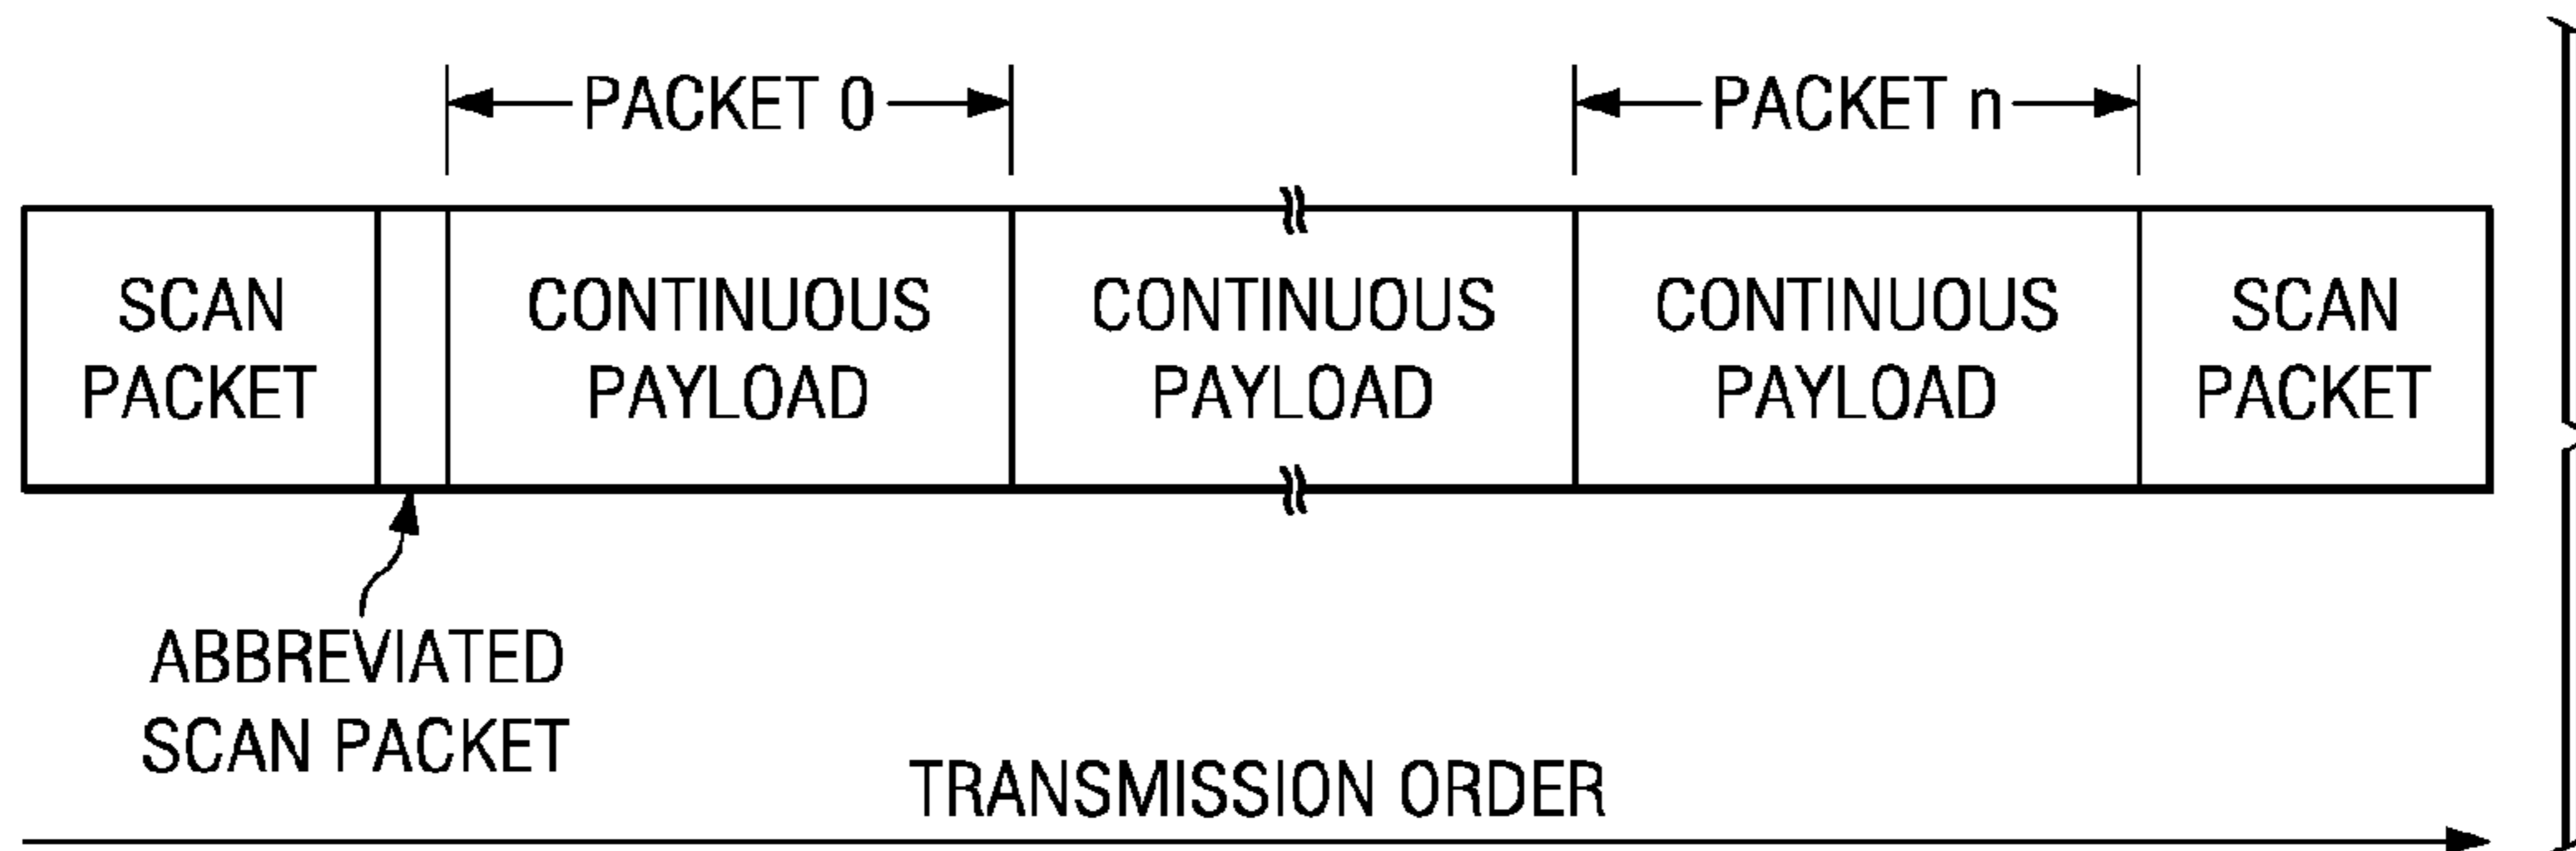 PACKET 0
PACKET n
SCAN
PACKET
CONTINUOUS
PAYLOAD
CONTINUOUS
PAYLOAD
CONTINUOUS
PAYLOAD
SCAN
PACKET
ABBREVIATED
SCAN PACKET
TRANSMISSION ORDER